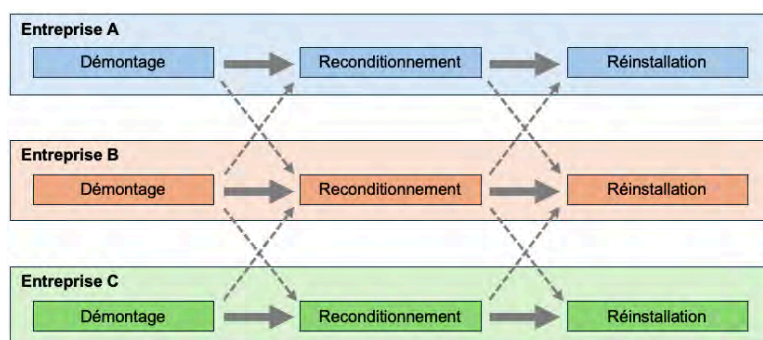 Entreprise A
Démontage
Reconditionnement
Réinstallation
Entreprise B
Démontage
Reconditionnement
Réinstallation
Entreprise C
Démontage
Reconditionnement
Réinstallation